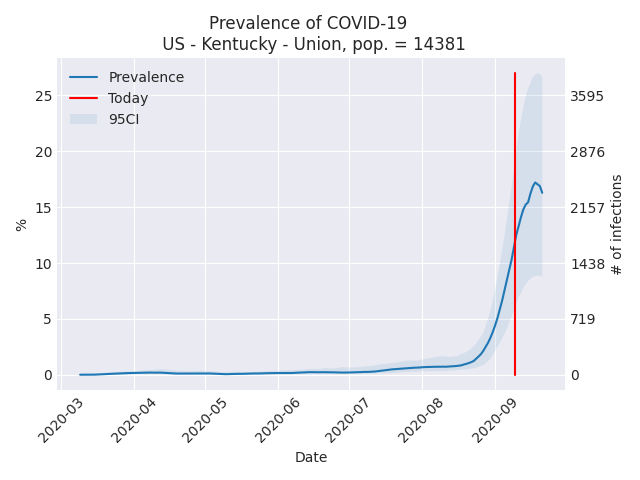 Prevalence of COVID-19
US - Kentucky - Union, pop. = 14381
Prevalence
Today
95CI
25
20
15
10
5
0
%
3595
2876
2157
1438
719
0
# of infections
2020-03
2020-04
2020-05
2020-06
2020-07
2020-08
2020-09
Date